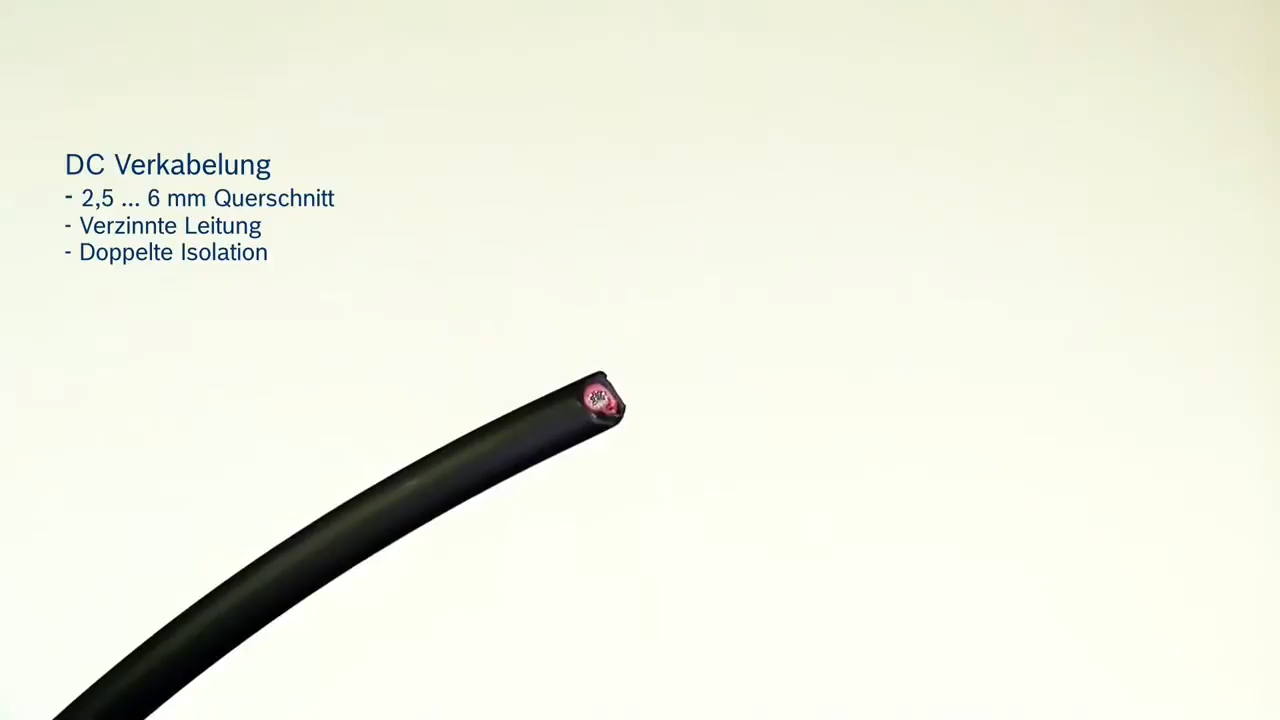 DC Verkabelung
- 2,5 ... 6 mm Querschnitt
- Verzinnte Leitung
- Doppelte Isolation